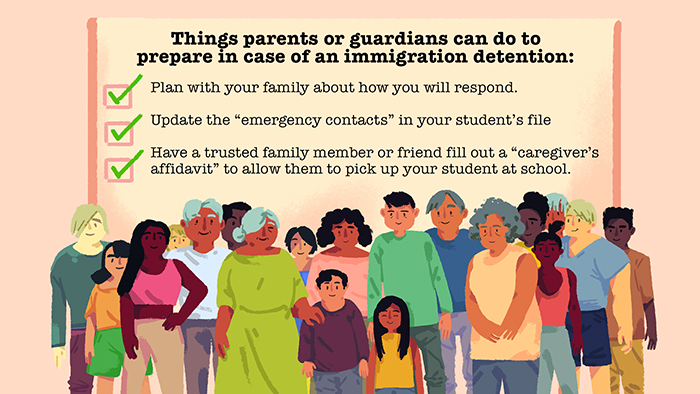 Things parents or guardians can do to
prepare in case of an immigration detention:
Plan with your family about how you will respond.
Update the “emergency contacts” in your student’s file
Have a trusted family member or friend fill out a “caregiver’s
affidavit” to allow them to pick up your student at school.